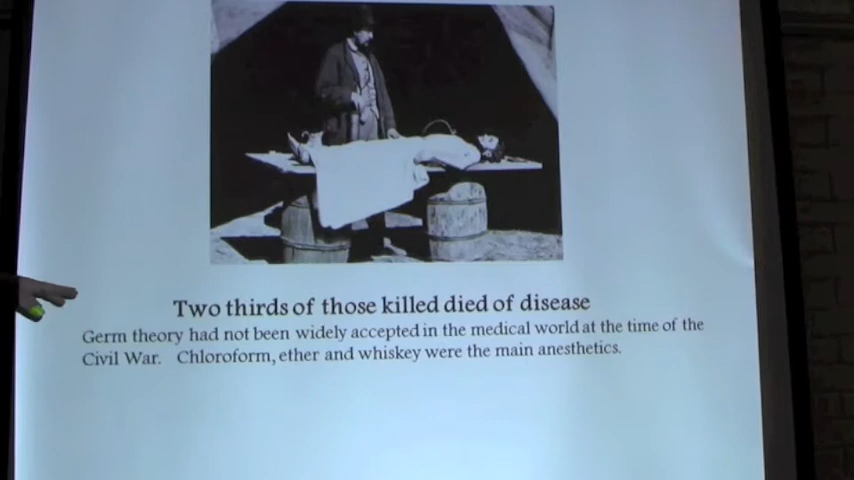 Two thirds of those killed died of disease
Germ theory had not been widely accepted in the medical world at the time of the
Civil War. Chloroform, ether and whiskey were the main anesthetics.